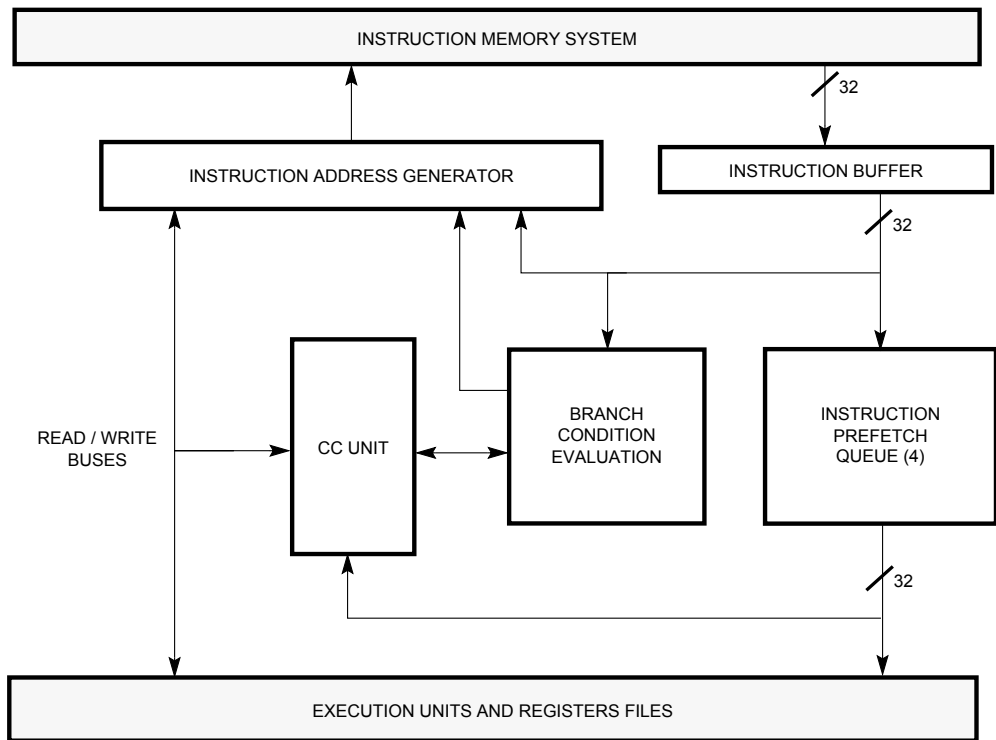 INSTRUCTION MEMORY SYSTEM
32
INSTRUCTION ADDRESS GENERATOR
INSTRUCTION BUFFER
32
READ / WRITE
BUSES
CC UNIT
BRANCH
CONDITION
EVALUATION
INSTRUCTION
PREFETCH
QUEUE (4)
32
EXECUTION UNITS AND REGISTERS FILES